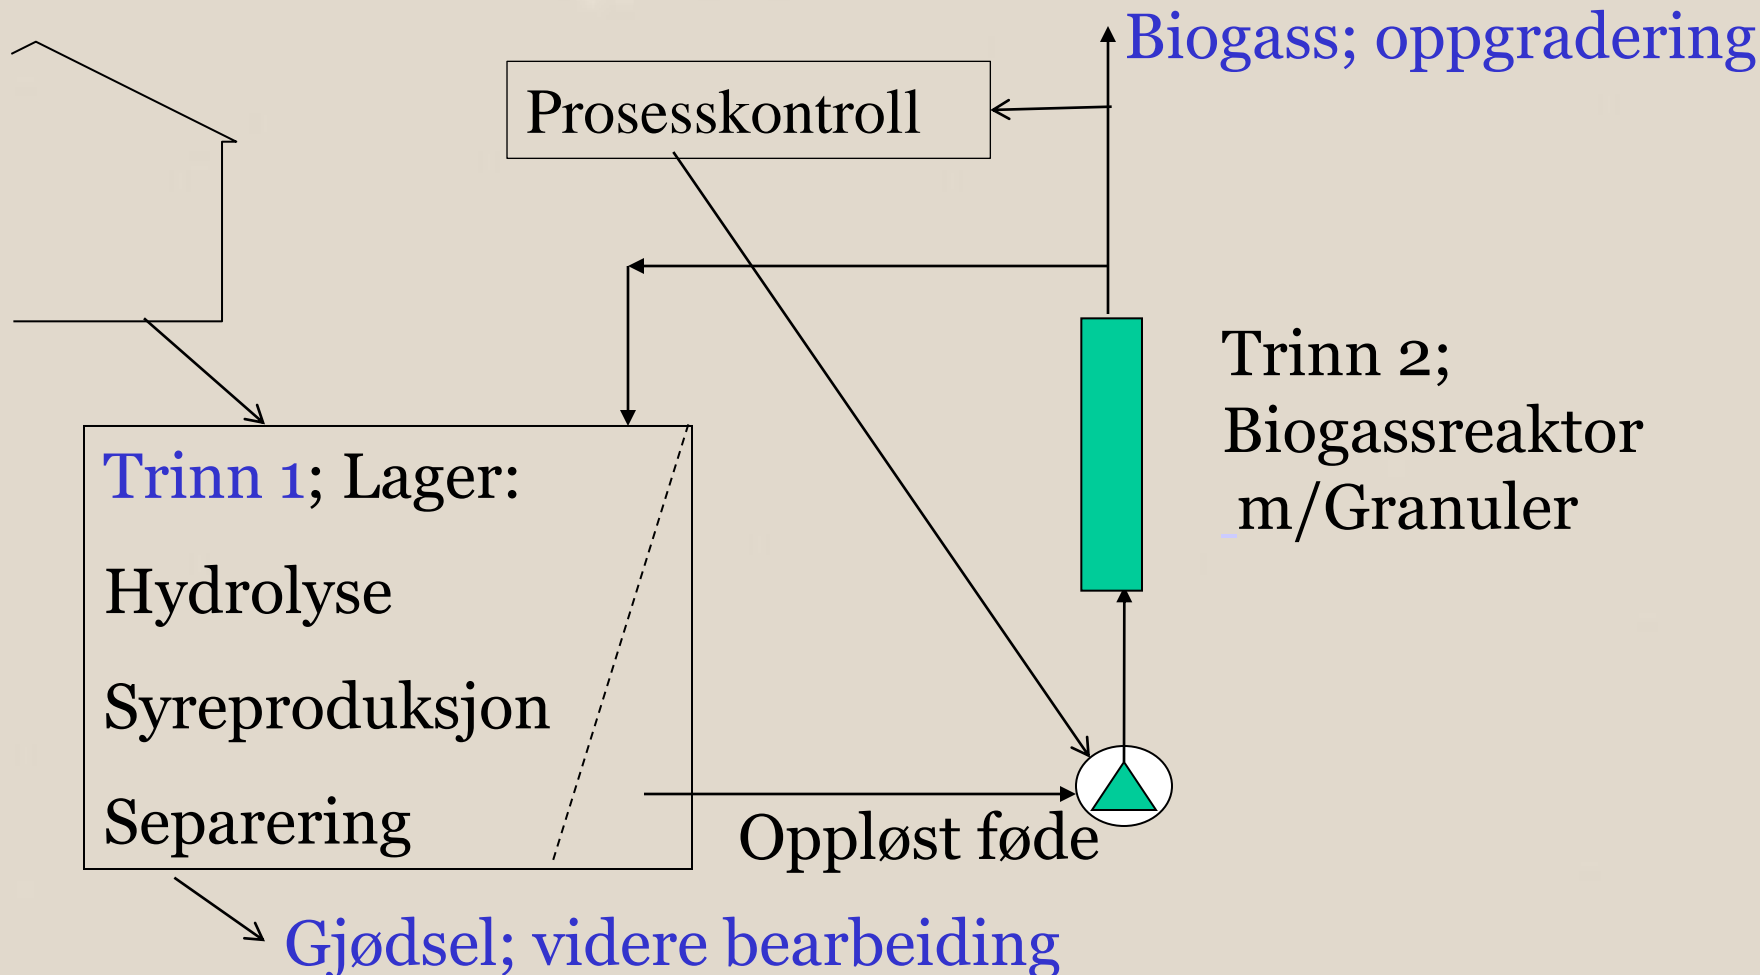 Biogass; oppgradering
Prosesskontroll
Trinn 2;
Biogassreaktor
m/Granuler
Trinn 1; Lager:
Hydrolyse
Syreproduksjon
Separering
Oppløst føde
Gjødsel; videre bearbeiding